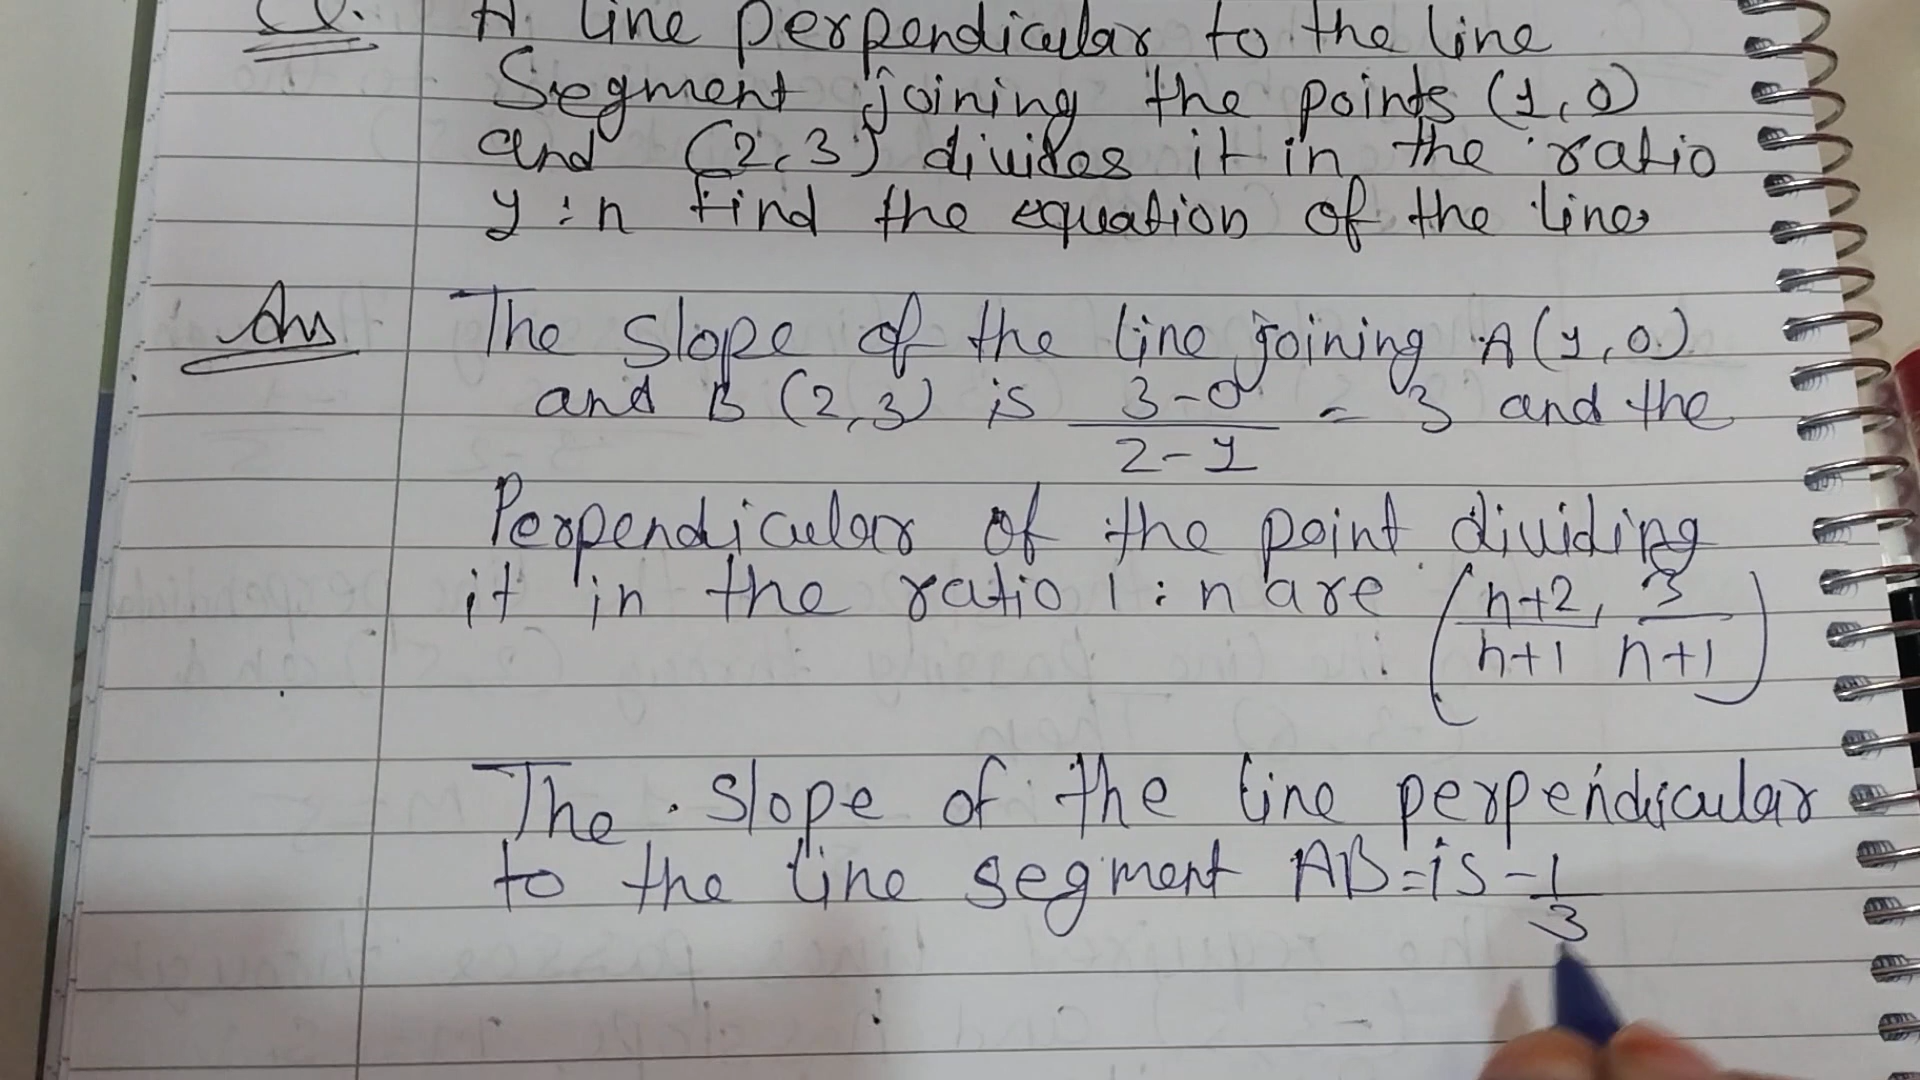 Q. A line perpendicular to the line
Segment joining the points (1,0)
and (2,3) divides it in the ratio
1:n find the equation of the line
Ans The slope of the line joining A(1,0)
and B (2,3) is 3-0/2-1 = 3 and the
Perpendicular of the point dividing
it in the ratio 1:n are (n+2/n+1, 3/n+1)
The slope of the line perpendicular
to the line segment AB=is -1/3